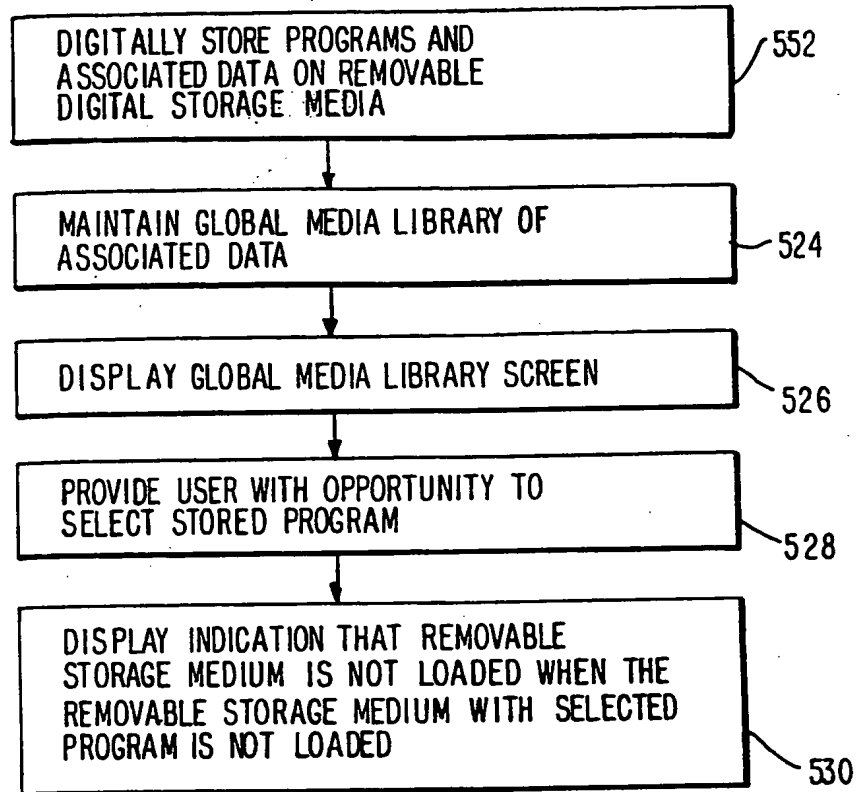 DIGITALLY STORE PROGRAMS AND
ASSOCIATED DATA ON REMOVABLE
DIGITAL STORAGE MEDIA
552
MAINTAIN GLOBAL MEDIA LIBRARY OF
ASSOCIATED DATA
524
DISPLAY GLOBAL MEDIA LIBRARY SCREEN
526
PROVIDE USER WITH OPPORTUNITY TO
SELECT STORED PROGRAM
528
DISPLAY INDICATION THAT REMOVABLE
STORAGE MEDIUM IS NOT LOADED WHEN THE
REMOVABLE STORAGE MEDIUM WITH SELECTED
PROGRAM IS NOT LOADED
530